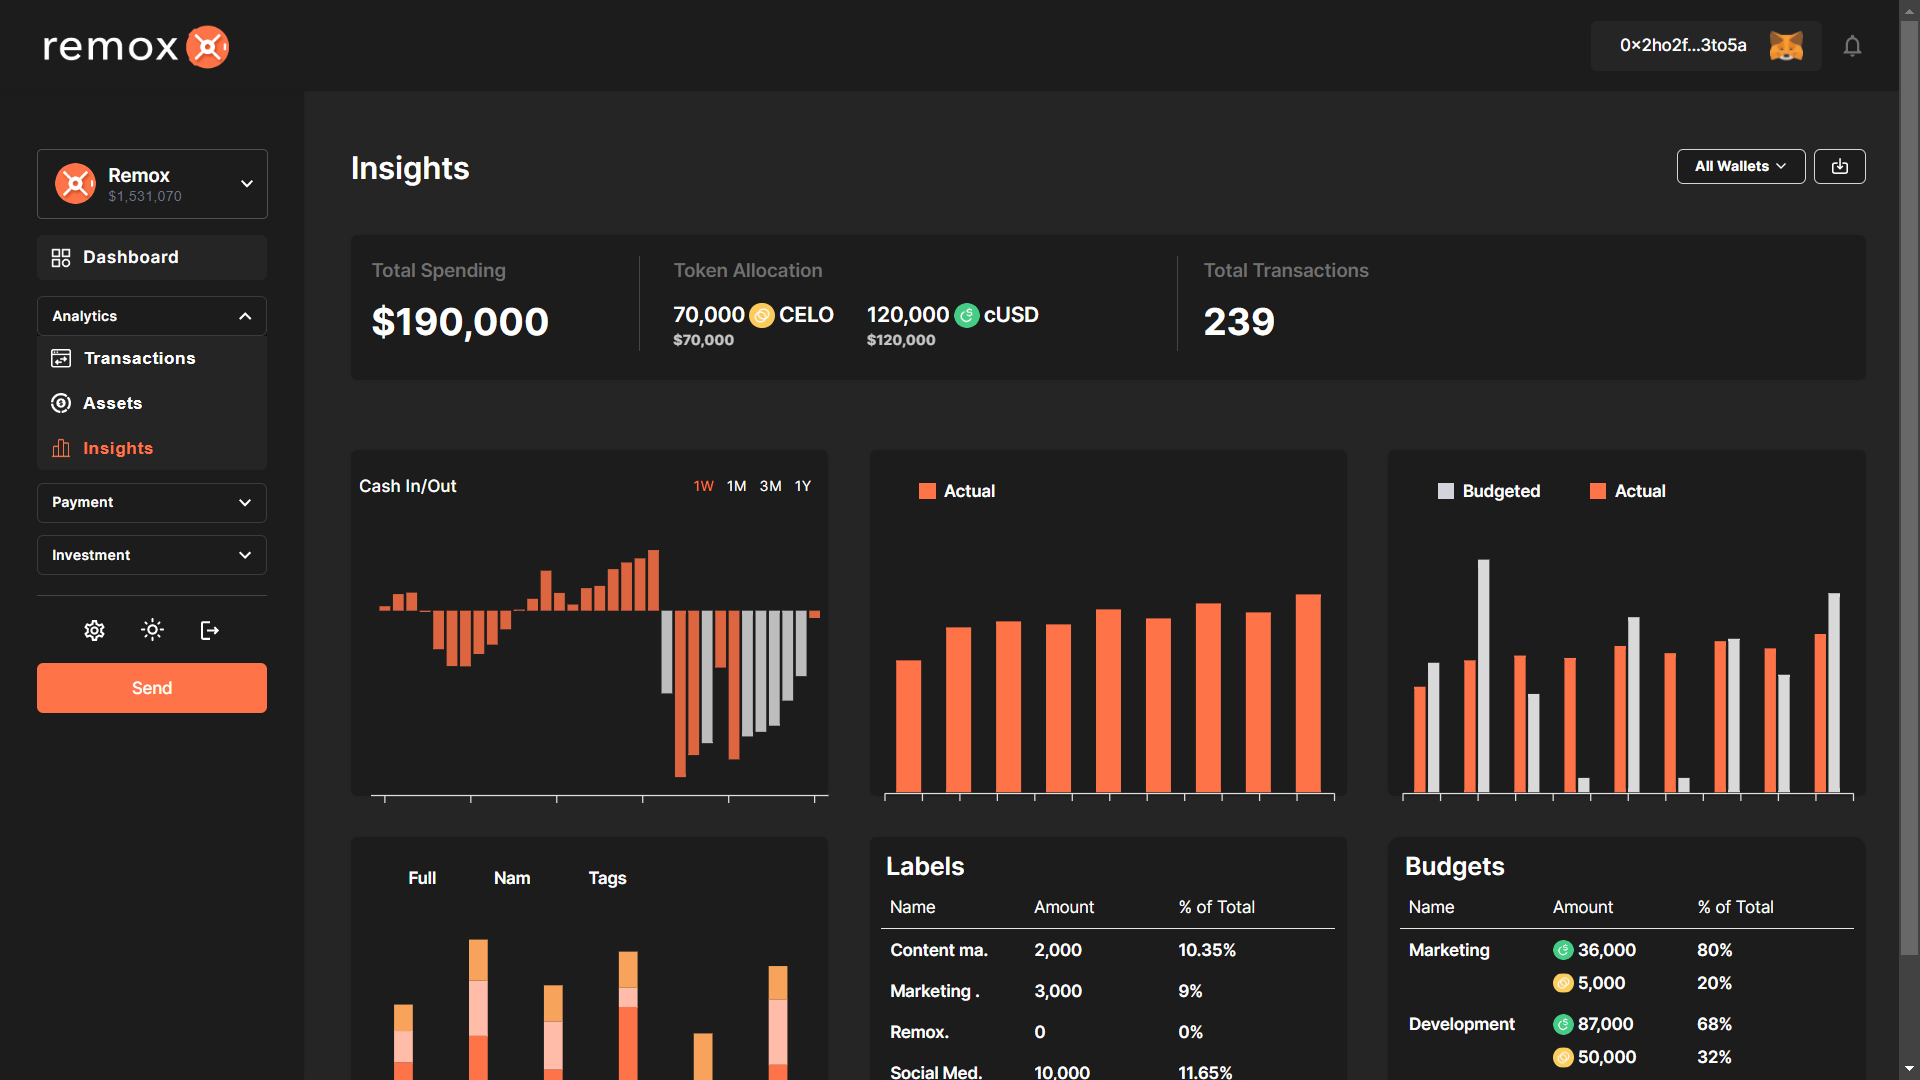 remox
0x2ho2f...3to5a
Remox
$1,531,070
Dashboard
Analytics
Transactions
Assets
Insights
Payment
Investment
Send
Insights
All Wallets
Total Spending
$190,000
Token Allocation
70,000 CELO
$70,000
120,000 cUSD
$120,000
Total Transactions
239
Cash In/Out
1W 1M 3M 1Y
Actual
Budgeted Actual
Full Nam Tags
Labels
Name Amount % of Total
Content ma. 2,000 10.35%
Marketing . 3,000 9%
Remox. 0 0%
Social Med. 10,000 11.65%
Budgets
Name Amount % of Total
Marketing 36,000 80%
5,000 20%
Development 87,000 68%
50,000 32%